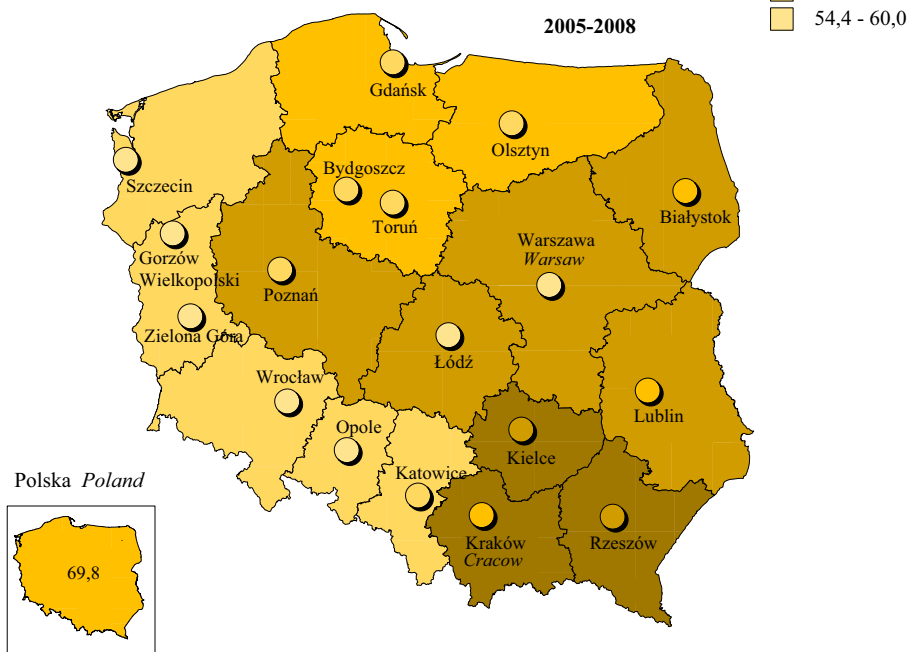 54,4 - 60,0
2005-2008
Gdańsk
Olsztyn
Bydgoszcz
Szczecin
Toruń
Białystok
Warszawa
Warsaw
Gorzów
Wielkopolski
Poznań
Zielona Góra
Łódź
Wrocław
Lublin
Opole
Kielce
Katowice
Polska Poland
Kraków
Cracow
Rzeszów
69,8